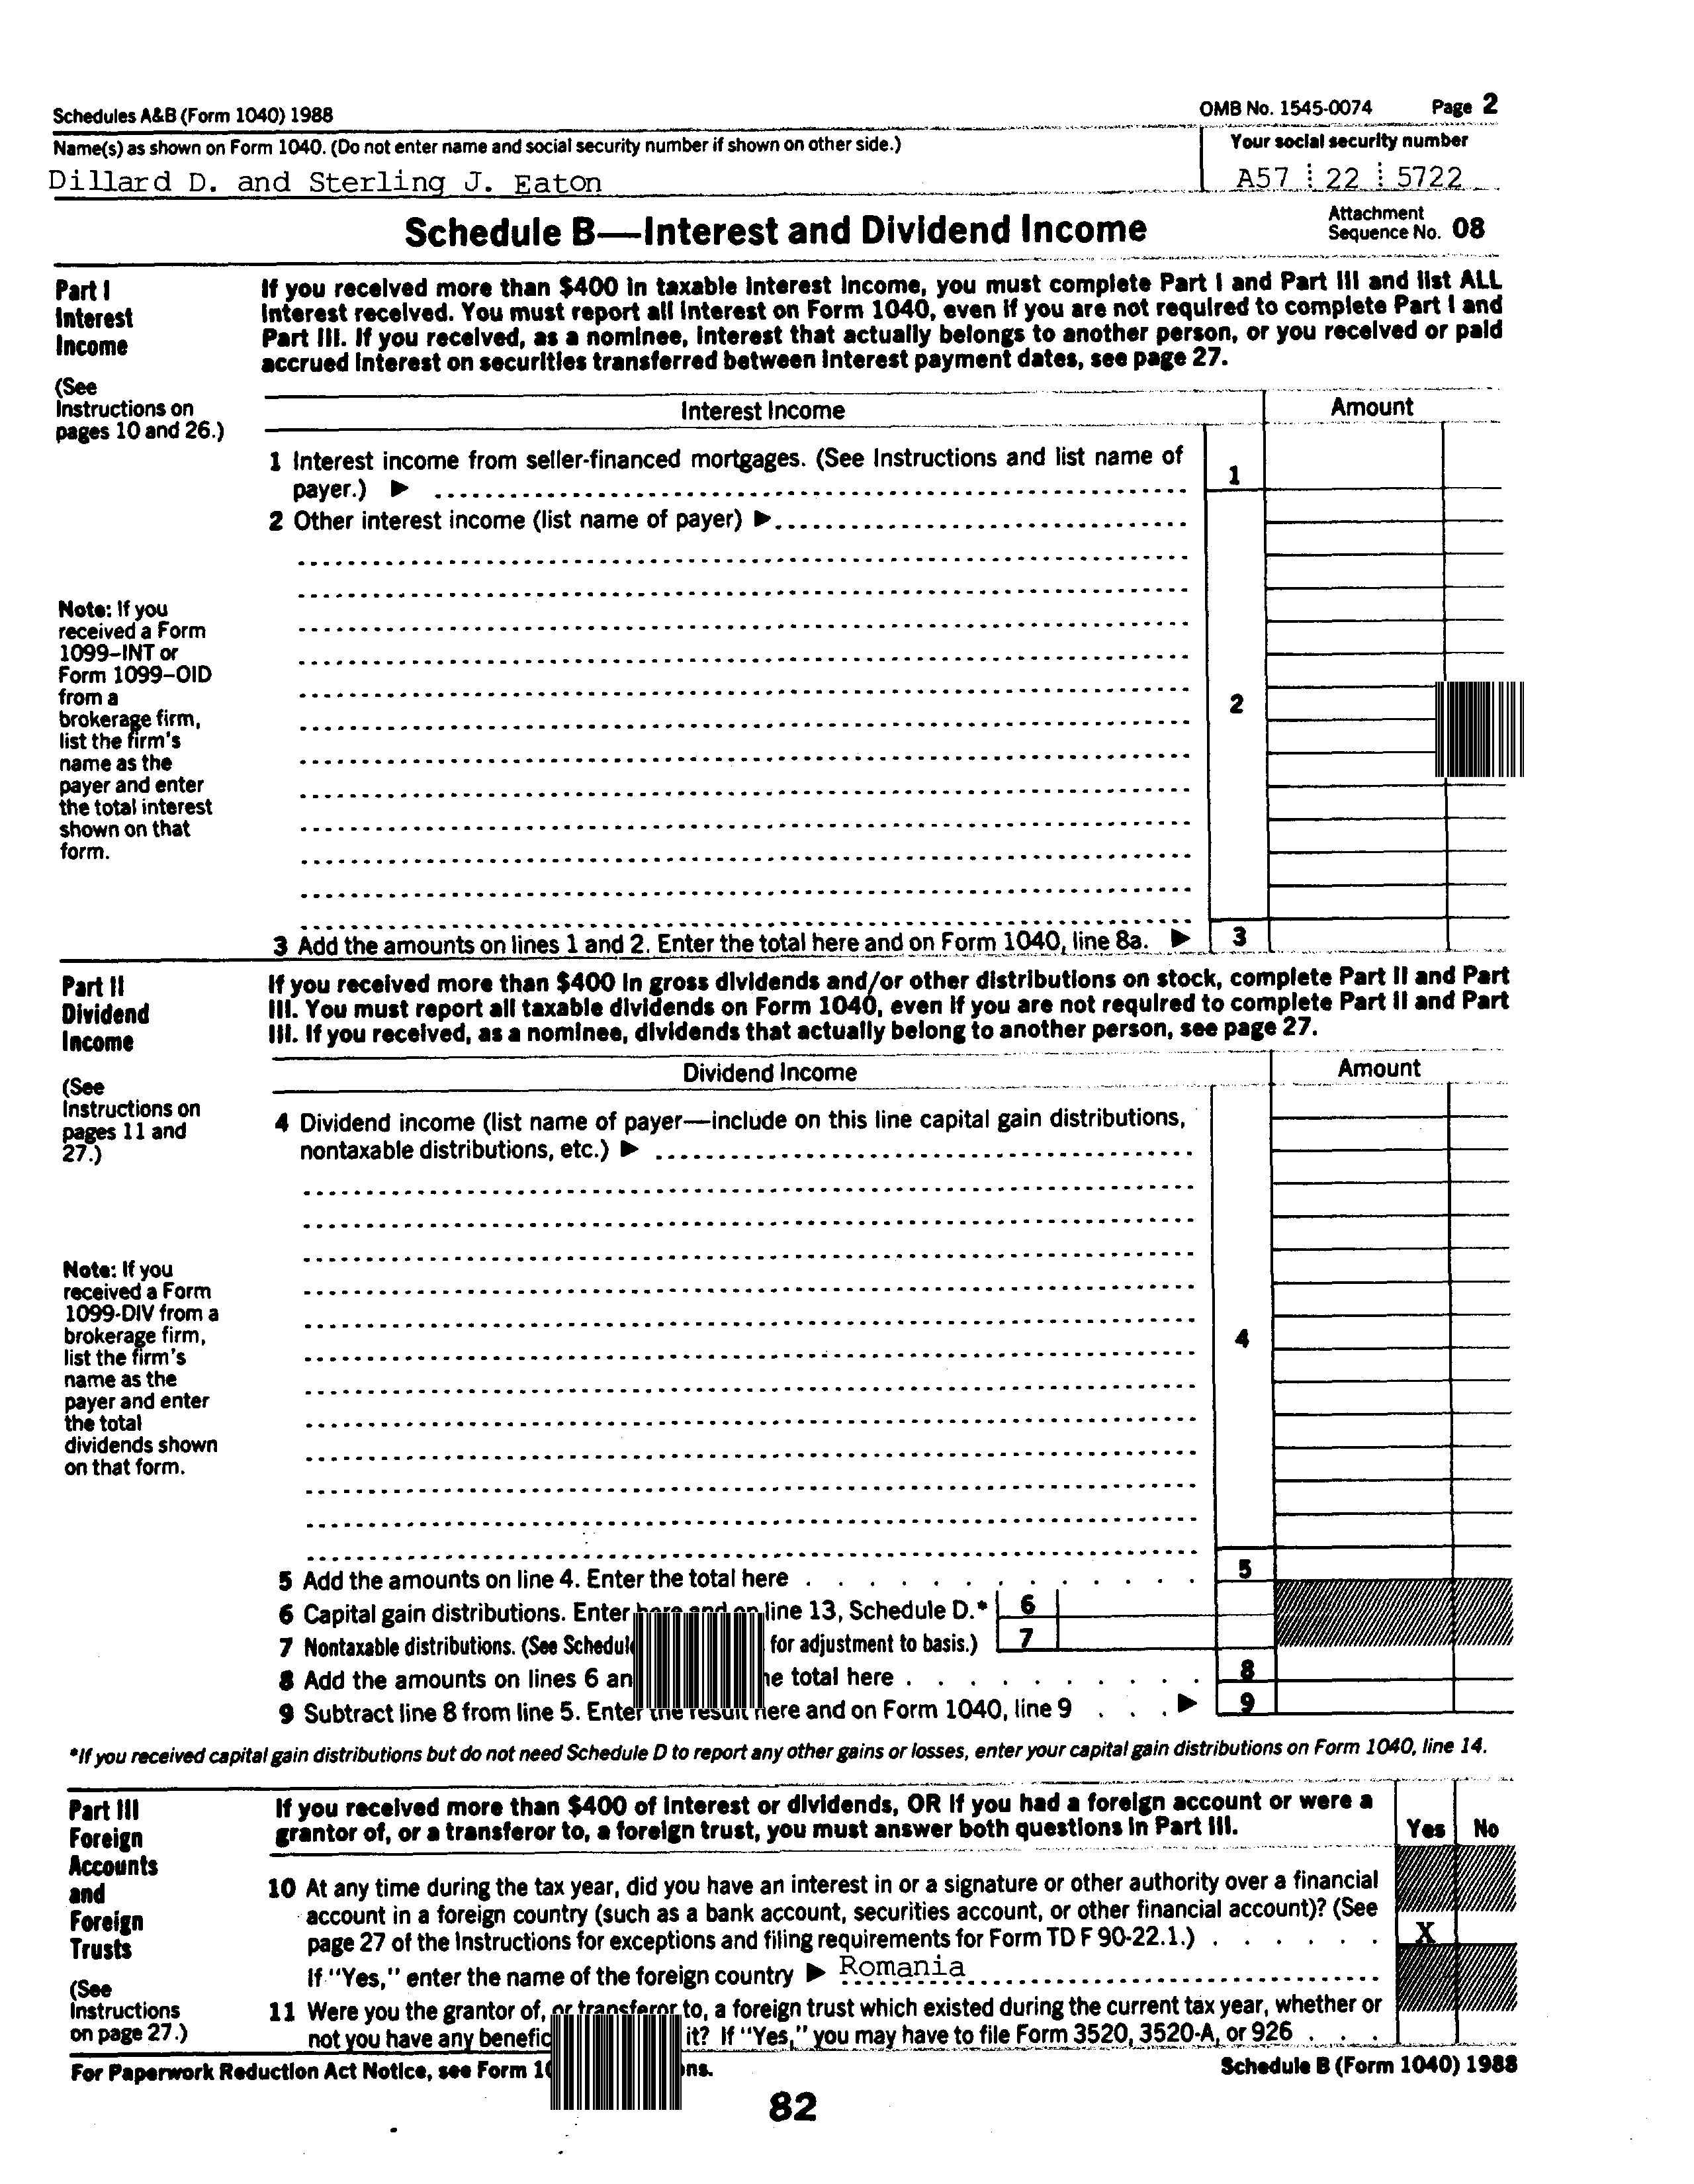 Schedules A&B (Form 1040) 1988 OMB No. 1545-0074 Page 2
Name(s) as shown on Form 1040. (Do not enter name and social security number if shown on other side.) Your social security number
Dillard D. and Sterling J. Eaton A57 22 5722
Schedule B—Interest and Dividend Income Attachment Sequence No. 08
Part I
Interest
Income
(See
Instructions on
pages 10 and 26.)
If you received more than $400 in taxable interest income, you must complete Part I and Part III and list ALL
interest received. You must report all interest on Form 1040, even if you are not required to complete Part I and
Part III. If you received, as a nominee, interest that actually belongs to another person, or you received or paid
accrued interest on securities transferred between interest payment dates, see page 27.
Interest Income Amount
1 Interest income from seller-financed mortgages. (See Instructions and list name of
payer.) ▶ 1
2 Other interest income (list name of payer) ▶
Note: If you
received a Form
1099–INT or
Form 1099–OID
from a
brokerage firm,
list the firm's
name as the
payer and enter
the total interest
shown on that
form.
2
3 Add the amounts on lines 1 and 2. Enter the total here and on Form 1040, line 8a. ▶ 3
Part II
Dividend
Income
(See
Instructions on
pages 11 and
27.)
If you received more than $400 in gross dividends and/or other distributions on stock, complete Part II and Part
III. You must report all taxable dividends on Form 1040, even if you are not required to complete Part II and Part
III. If you received, as a nominee, dividends that actually belong to another person, see page 27.
Dividend Income Amount
4 Dividend income (list name of payer—include on this line capital gain distributions,
nontaxable distributions, etc.) ▶
Note: If you
received a Form
1099-DIV from a
brokerage firm,
list the firm's
name as the
payer and enter
the total
dividends shown
on that form.
4
5 Add the amounts on line 4. Enter the total here 5
6 Capital gain distributions. Enter here and on line 13, Schedule D.* 6
7 Nontaxable distributions. (See for adjustment to basis.) 7
8 Add the amounts on lines 6 total here 8
9 Subtract line 8 from line 5. Enter the result here and on Form 1040, line 9 ▶ 9
*If you received capital gain distributions but do not need Schedule D to report any other gains or losses, enter your capital gain distributions on Form 1040, line 14.
Part III
Foreign
Accounts
and
Foreign
Trusts
(See
Instructions
on page 27.)
If you received more than $400 of interest or dividends, OR if you had a foreign account or were a
grantor of, or a transferor to, a foreign trust, you must answer both questions in Part III. Yes No
10 At any time during the tax year, did you have an interest in or a signature or other authority over a financial
account in a foreign country (such as a bank account, securities account, or other financial account)? (See
page 27 of the Instructions for exceptions and filing requirements for Form TD F 90-22.1.) X
If "Yes," enter the name of the foreign country ▶ Romania
11 Were you the grantor of, or transferor to, a foreign trust which existed during the current tax year, whether or
not you have any it? If "Yes," you may have to file Form 3520, 3520-A, or 926
For Paperwork Reduction Act Notice, see Form Schedule B (Form 1040) 1988
82